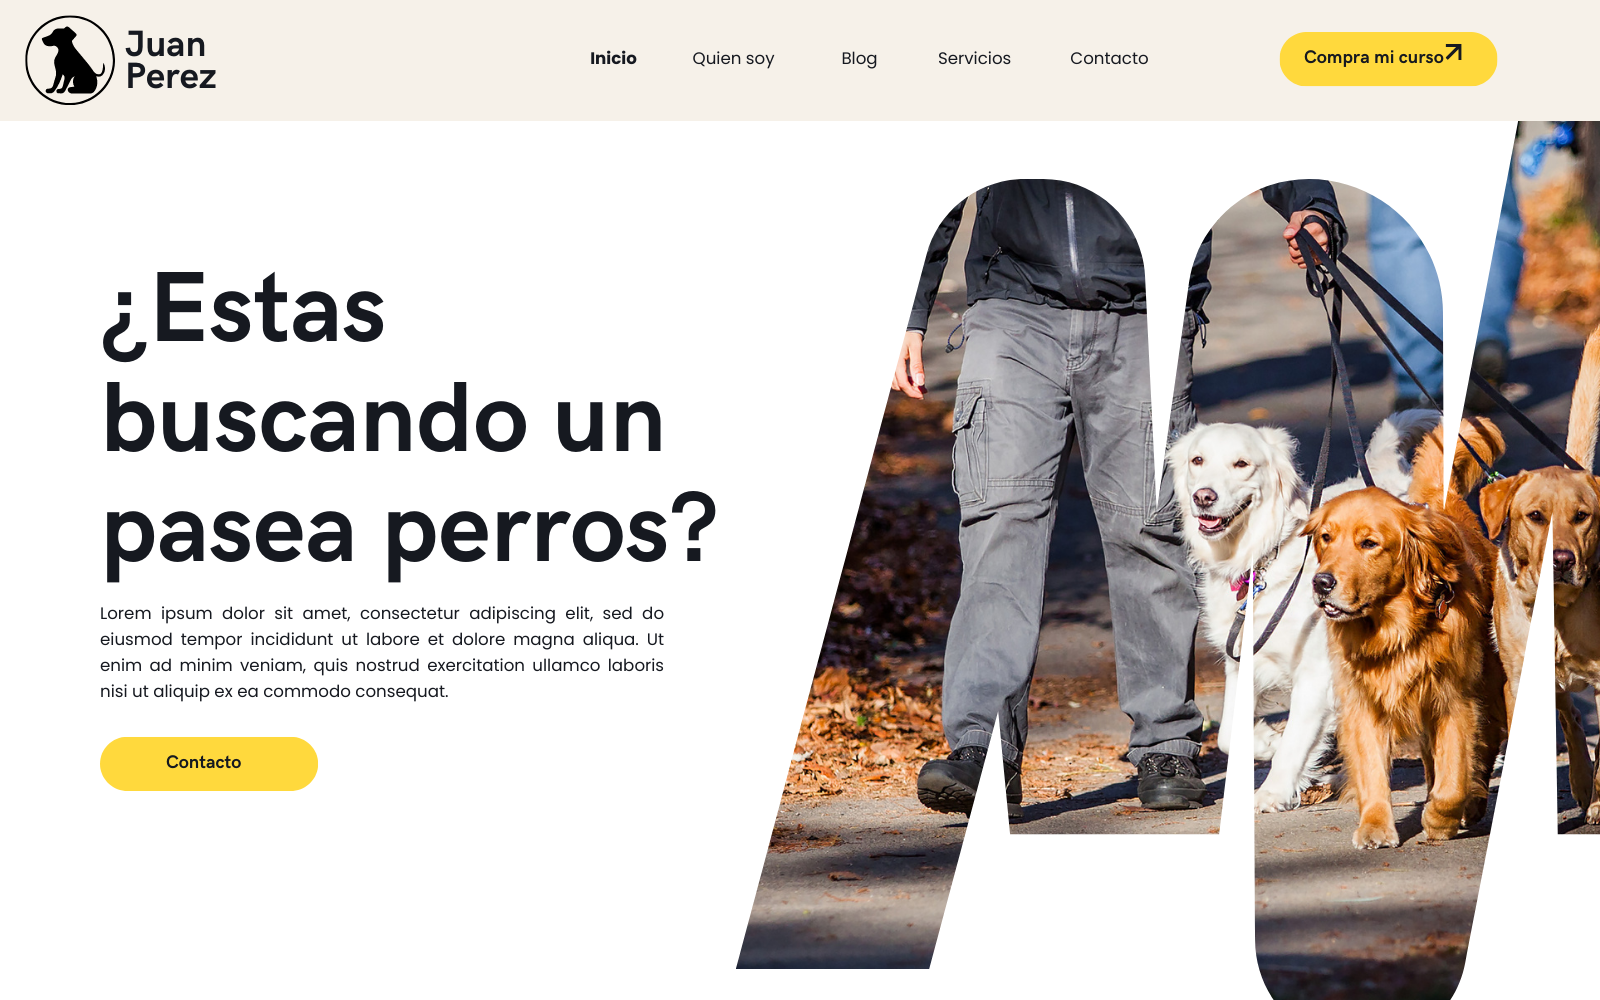 Juan
Perez
Inicio
Quien soy
Blog
Servicios
Contacto
Compra mi curso
¿Estas
buscando un
pasea perros?
Lorem ipsum dolor sit amet, consectetur adipiscing elit, sed do
eiusmod tempor incididunt ut labore et dolore magna aliqua. Ut
enim ad minim veniam, quis nostrud exercitation ullamco laboris
nisi ut aliquip ex ea commodo consequat.
Contacto